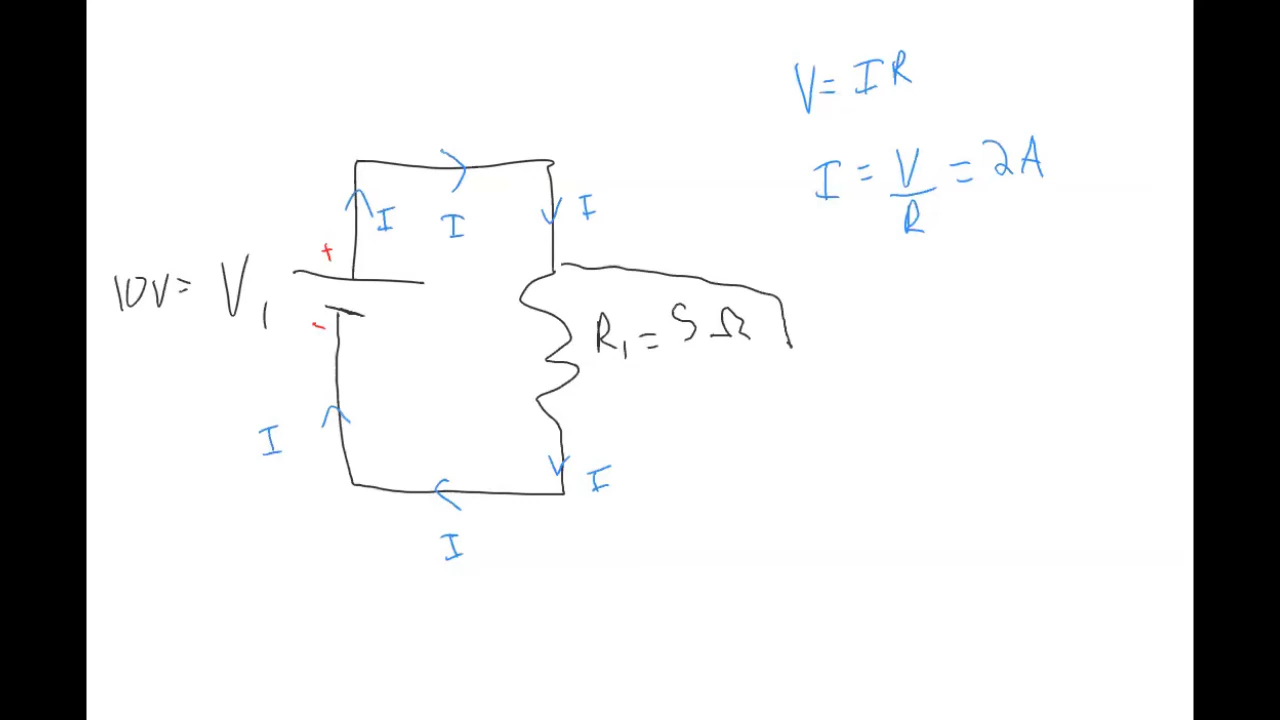 V = IR
I = V/R = 2A
I
I
I
+
10V = V1
-
R1 = 5 Ω
I
I
I